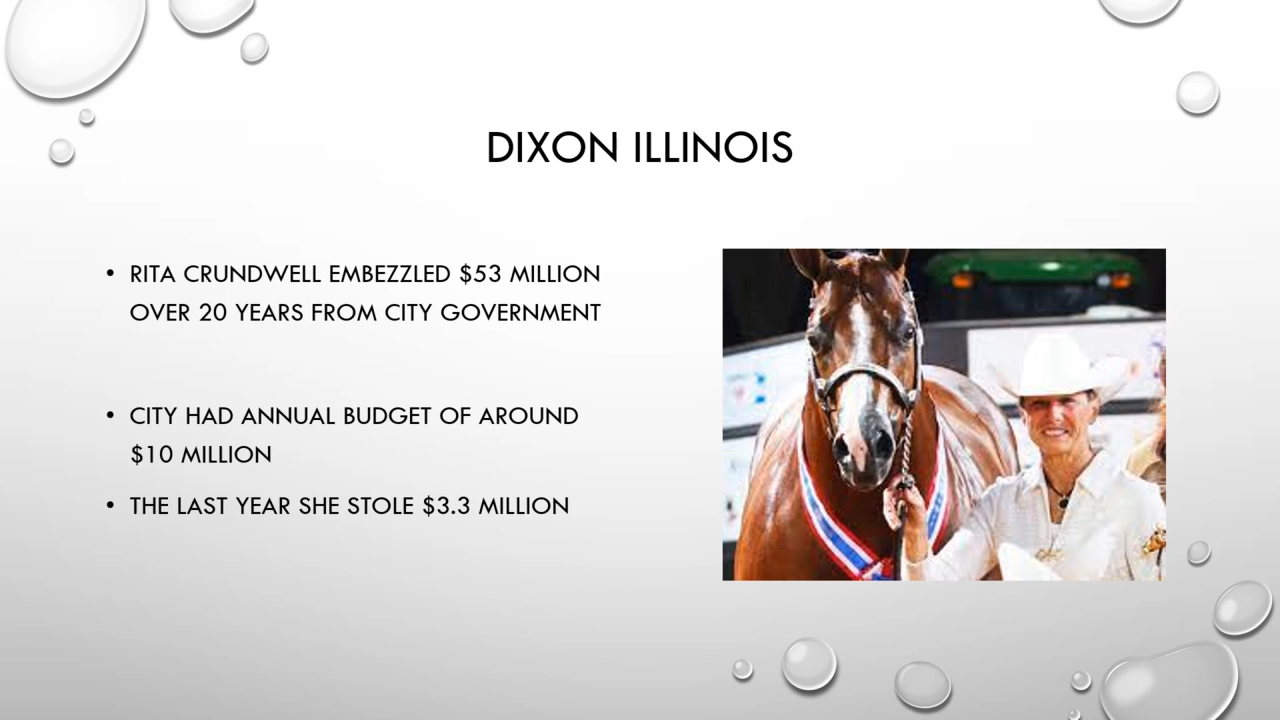 DIXON ILLINOIS
• RITA CRUNDWELL EMBEZZLED $53 MILLION
OVER 20 YEARS FROM CITY GOVERNMENT
• CITY HAD ANNUAL BUDGET OF AROUND
$10 MILLION
• THE LAST YEAR SHE STOLE $3.3 MILLION